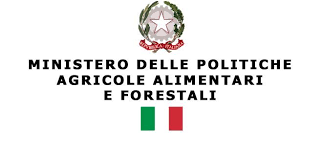 MINISTERO DELLE POLITICHE
AGRICOLE ALIMENTARI
E FORESTALI